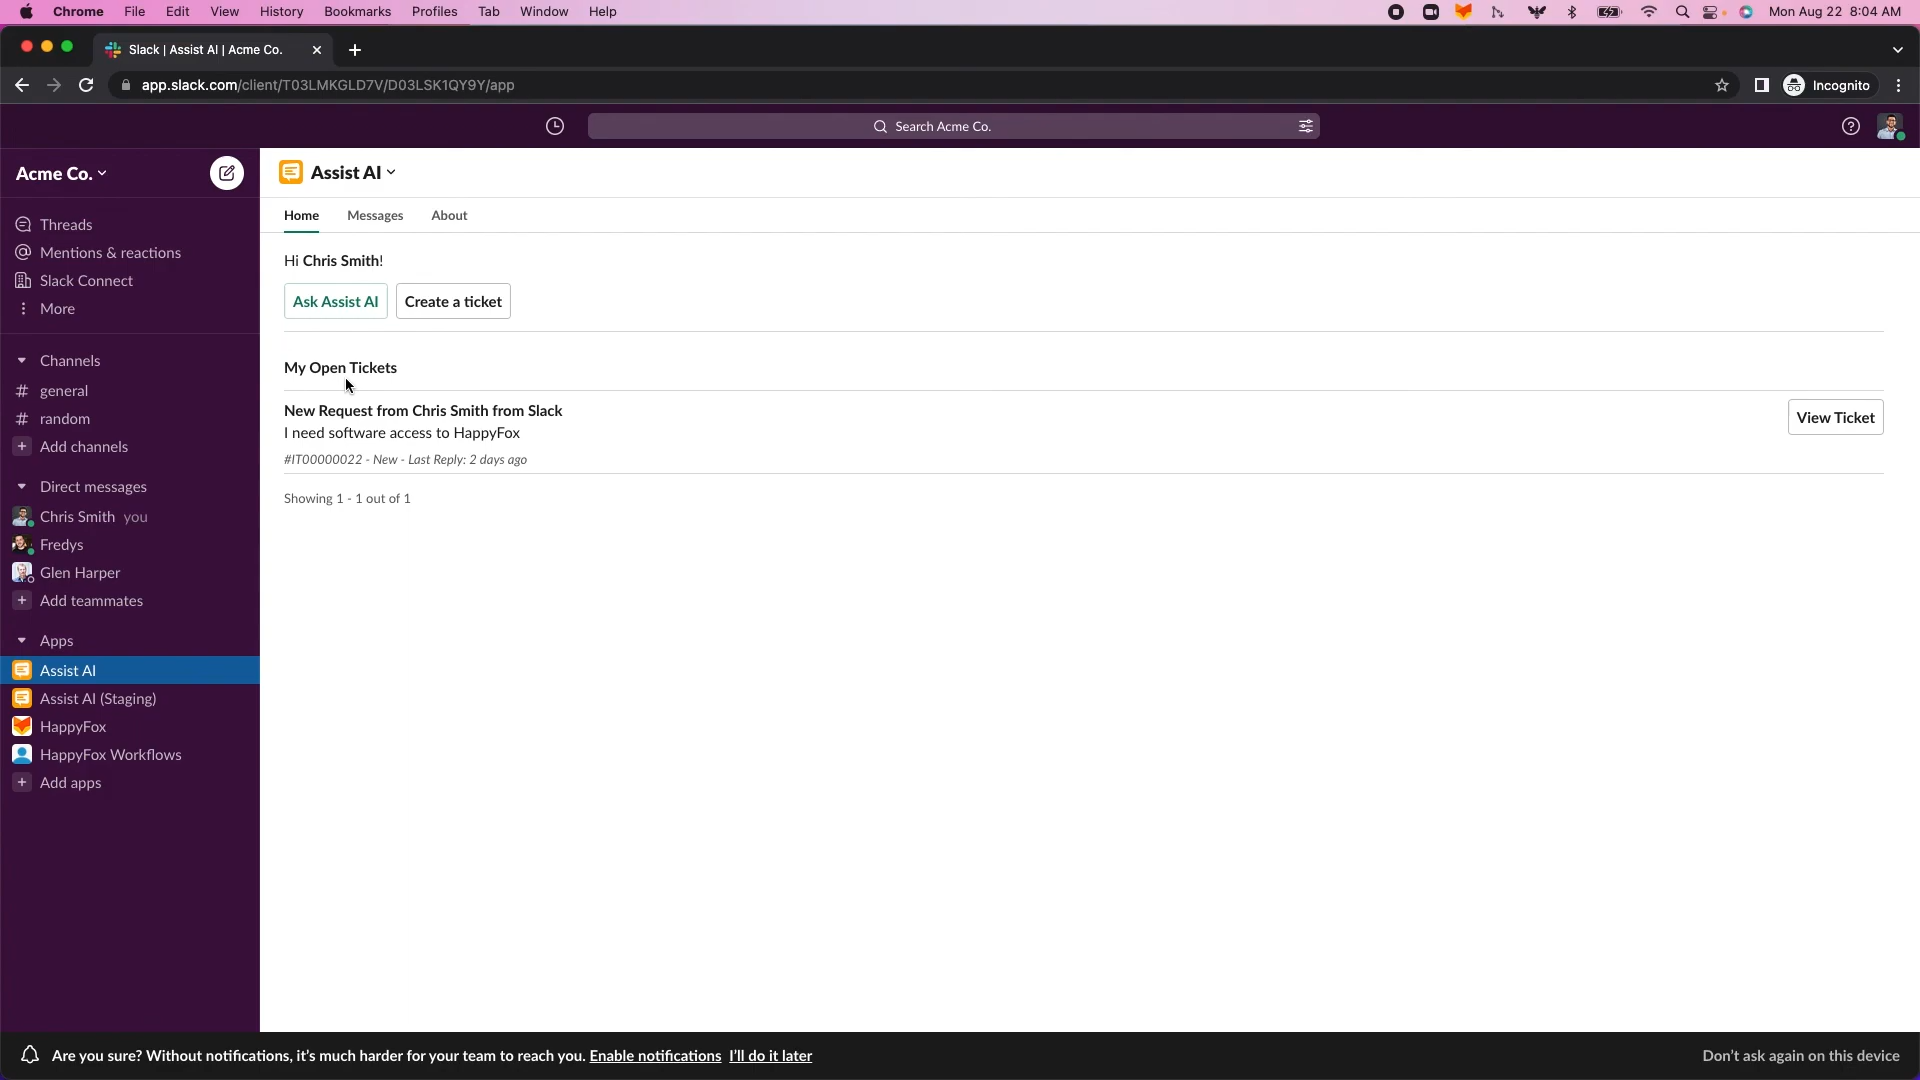 Chrome File Edit View History Bookmarks Profiles Tab Window Help Mon Aug 22 8:04 AM
Slack | Assist AI | Acme Co.
app.slack.com/client/T03LMKGLD7V/D03LSK1QY9Y/app Incognito
Search Acme Co.
Acme Co.
Threads
Mentions & reactions
Slack Connect
More
Channels
# general
# random
Add channels
Direct messages
Chris Smith you
Fredys
Glen Harper
Add teammates
Apps
Assist AI
Assist AI (Staging)
HappyFox
HappyFox Workflows
Add apps
Assist AI
Home Messages About
Hi Chris Smith!
Ask Assist AI Create a ticket
My Open Tickets
New Request from Chris Smith from Slack
I need software access to HappyFox
#IT00000022 - New - Last Reply: 2 days ago
View Ticket
Showing 1 - 1 out of 1
Are you sure? Without notifications, it’s much harder for your team to reach you. Enable notifications I’ll do it later Don’t ask again on this device